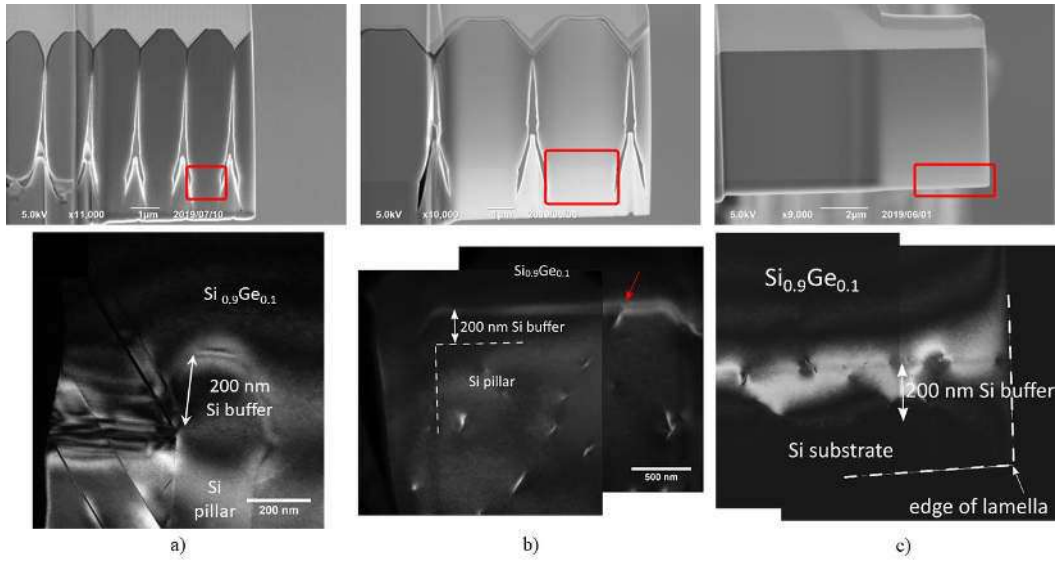 5.0kV x11,000 1µm 2019/07/10
5.0kV x10,000 1µm
5.0kV x9,000 2µm 2019/06/01
Si 0.9Ge0.1
200 nm
Si buffer
Si
pillar
200 nm
a)
Si0.9Ge0.1
200 nm Si buffer
Si pillar
500 nm
b)
Si0.9Ge0.1
200 nm Si buffer
Si substrate
edge of lamella
c)